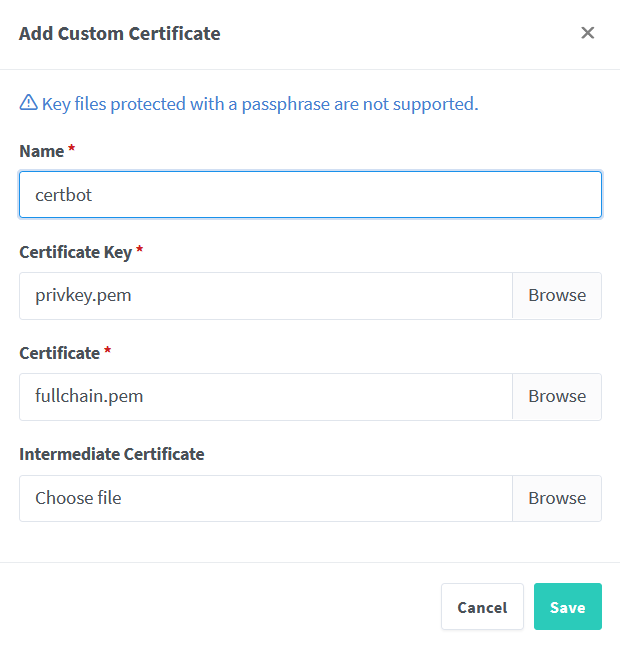 Add Custom Certificate
Key files protected with a passphrase are not supported.
Name *
certbot
Certificate Key *
privkey.pem
Browse
Certificate *
fullchain.pem
Browse
Intermediate Certificate
Choose file
Browse
Cancel
Save